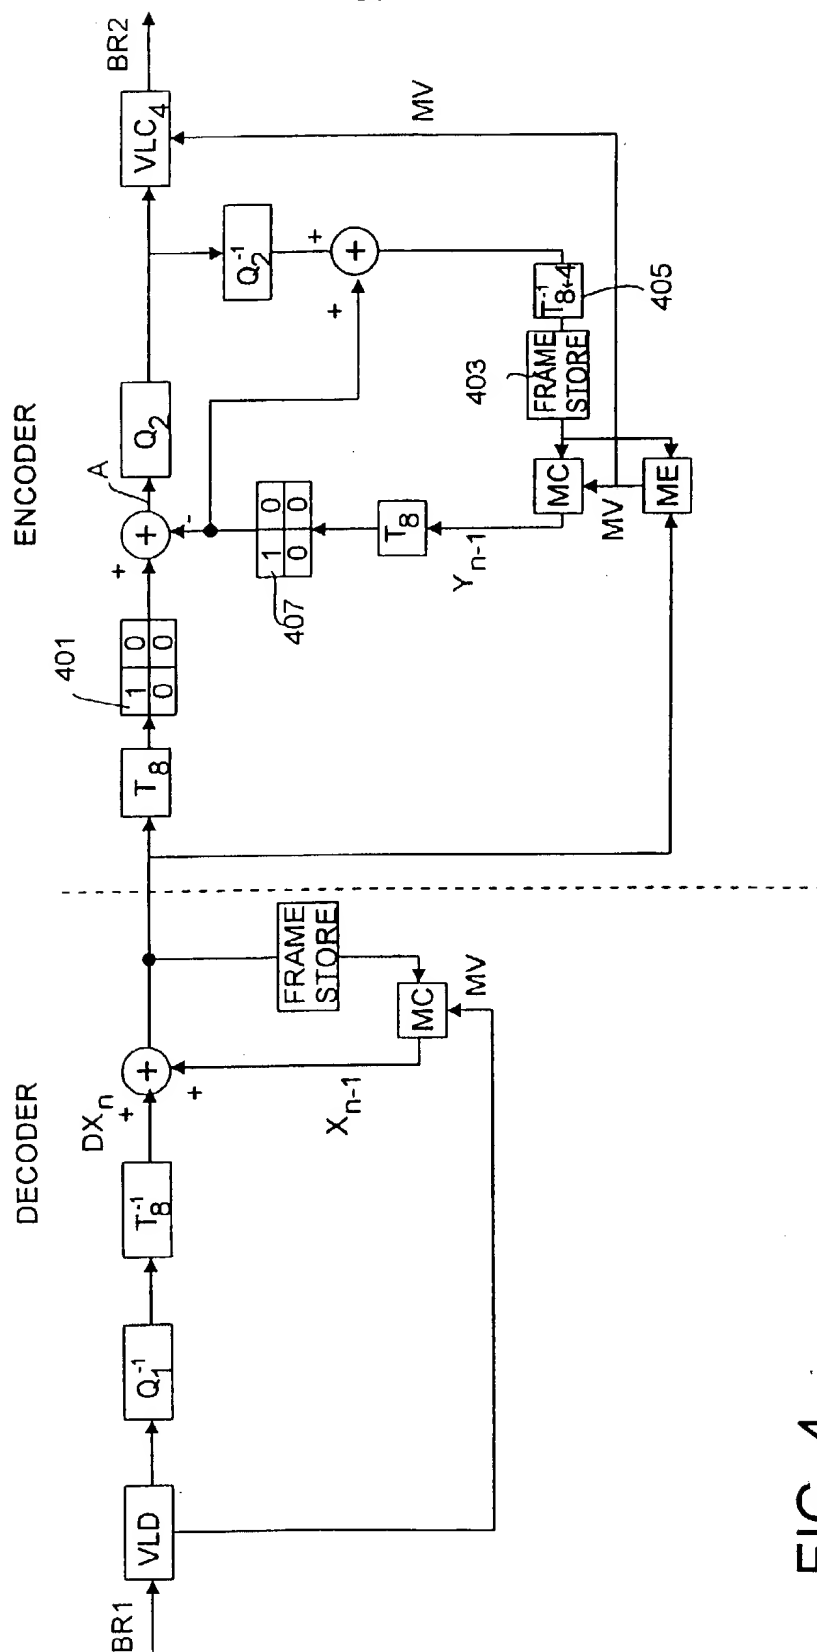 DECODER
ENCODER
BR1
VLD
Q₁⁻¹
T₈⁻¹
DXₙ
+
+
+
Xₙ₋₁
FRAME
STORE
MC
MV
T₈
401
1 0
0 0
+
+
-
A
Q₂
VLC₄
BR2
407
1 0
0 0
T₈
Yₙ₋₁
Q₂⁻¹
+
+
+
403
FRAME
STORE
T⁻¹₈₊₄
405
MC
MV
ME
MV
FIG. 4